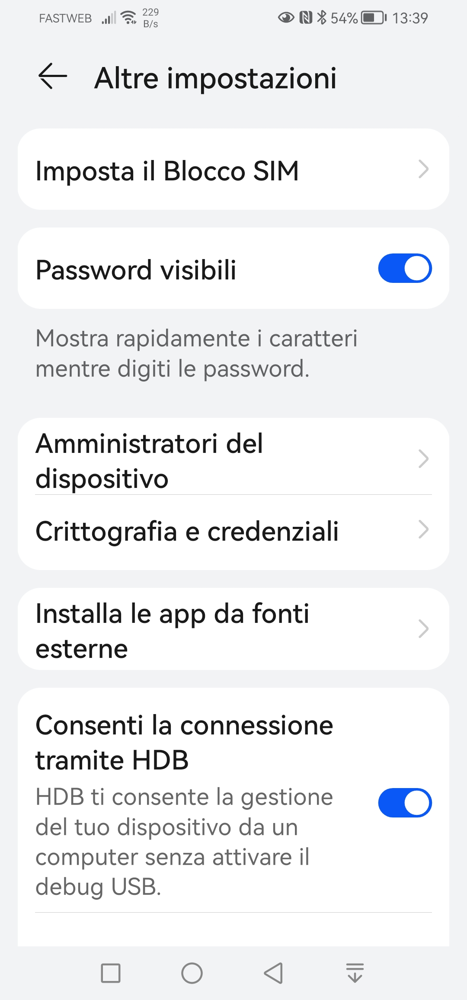 FASTWEB 229 B/s 54% 13:39
Altre impostazioni
Imposta il Blocco SIM
Password visibili
Mostra rapidamente i caratteri
mentre digiti le password.
Amministratori del
dispositivo
Crittografia e credenziali
Installa le app da fonti
esterne
Consenti la connessione
tramite HDB
HDB ti consente la gestione
del tuo dispositivo da un
computer senza attivare il
debug USB.